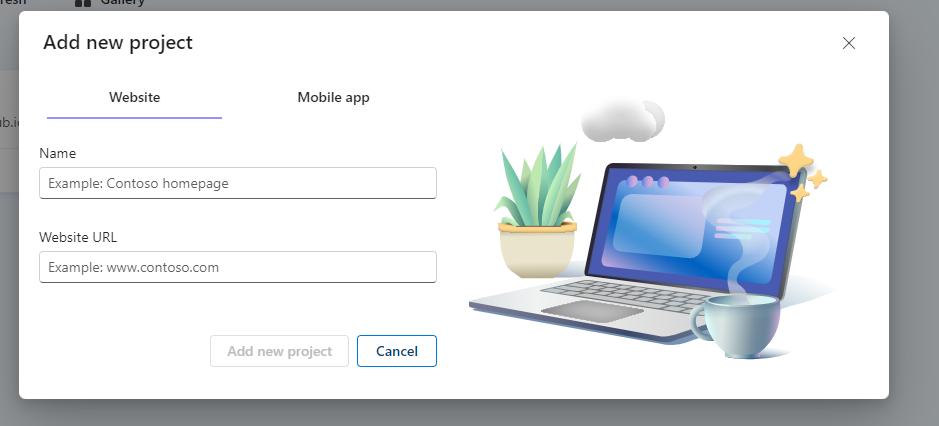 Gallery
Add new project
Website
Mobile app
Name
Example: Contoso homepage
Website URL
Example: www.contoso.com
Add new project
Cancel